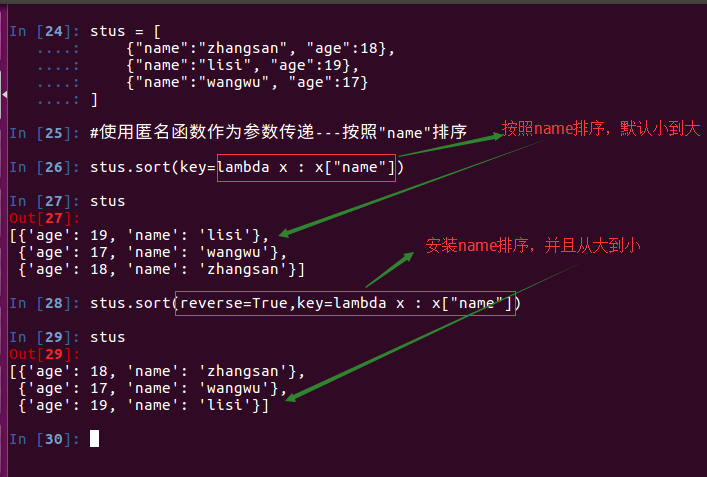 In [24]: stus = [
   ....:     {"name":"zhangsan", "age":18},
   ....:     {"name":"lisi", "age":19},
   ....:     {"name":"wangwu", "age":17}
   ....: ]
In [25]: #使用匿名函数作为参数传递---按照"name"排序
按照name排序，默认小到大
In [26]: stus.sort(key=lambda x : x["name"])
In [27]: stus
Out[27]:
[{'age': 19, 'name': 'lisi'},
 {'age': 17, 'name': 'wangwu'},
 {'age': 18, 'name': 'zhangsan'}]
安装name排序，并且从大到小
In [28]: stus.sort(reverse=True,key=lambda x : x["name"])
In [29]: stus
Out[29]:
[{'age': 18, 'name': 'zhangsan'},
 {'age': 17, 'name': 'wangwu'},
 {'age': 19, 'name': 'lisi'}]
In [30]: